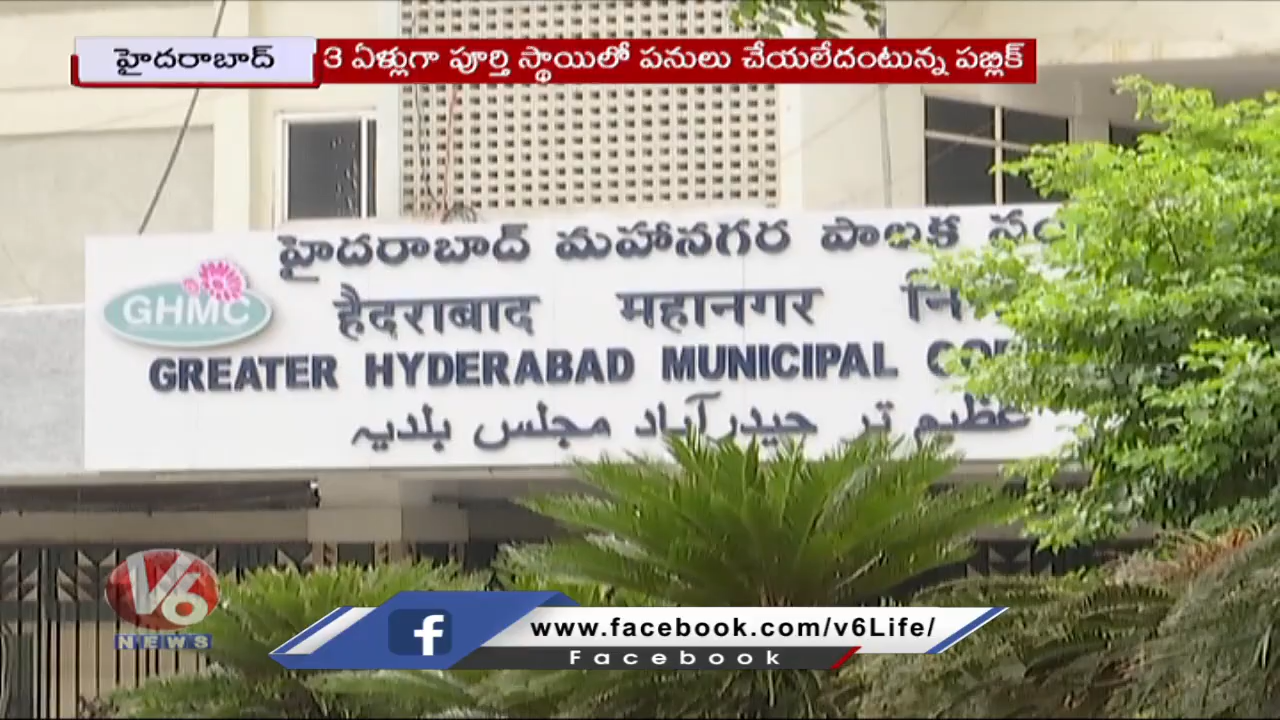 హైదరాబాద్
3 ఏళ్లుగా పూర్తి స్థాయిలో పనులు చేయలేదంటున్న పబ్లిక్
హైదరాబాద్ మహానగర పాలక
GHMC
हैदराबाद महानगर
GREATER HYDERABAD MUNICIPAL
عظیم تر حیدرآباد مجلس بلدیہ
V6
NEWS
f
www.facebook.com/v6Life/
Facebook